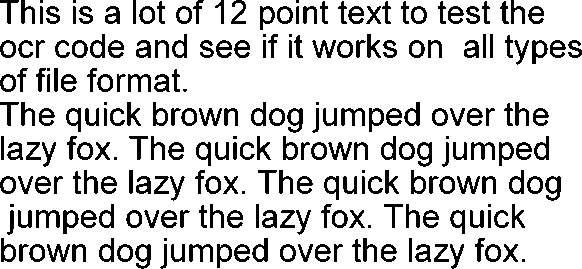 This is a lot of 12 point text to test the
ocr code and see if it works on  all types
of file format.
The quick brown dog jumped over the
lazy fox. The quick brown dog jumped
over the lazy fox. The quick brown dog
 jumped over the lazy fox. The quick
brown dog jumped over the lazy fox.